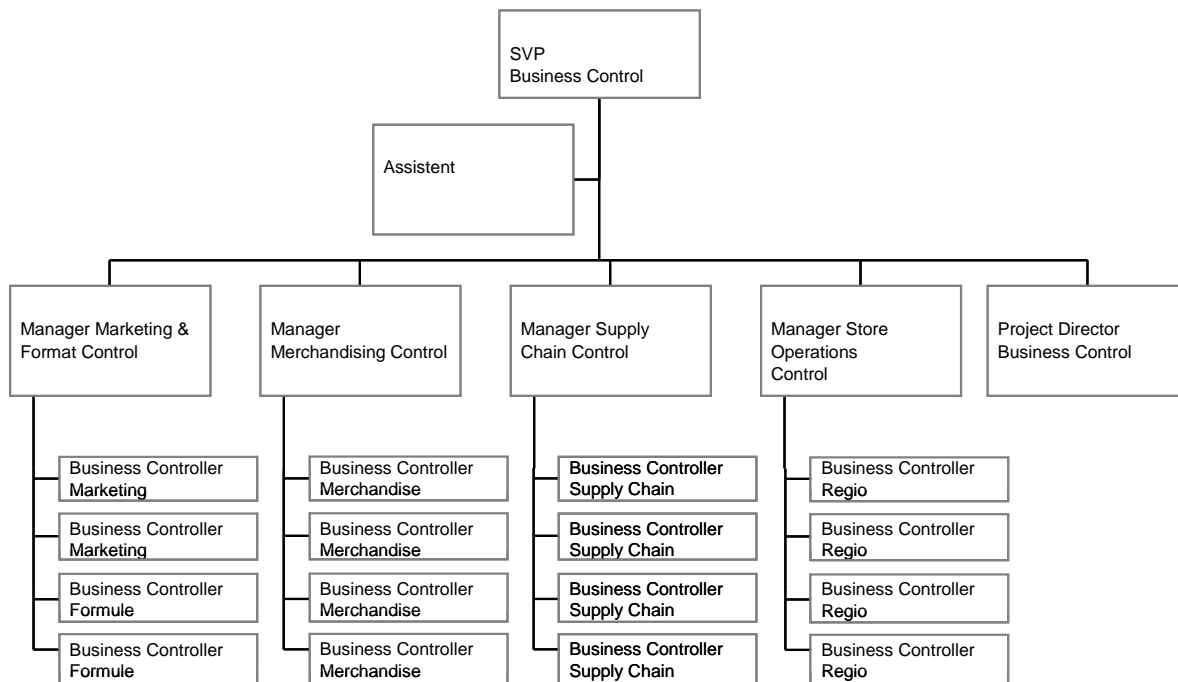 SVP
Business Control
Assistent
Manager Marketing &
Format Control
Manager
Merchandising Control
Manager Supply
Chain Control
Manager Store
Operations
Control
Project Director
Business Control
Business Controller
Marketing
Business Controller
Marketing
Business Controller
Formule
Business Controller
Formule
Business Controller
Merchandise
Business Controller
Merchandise
Business Controller
Merchandise
Business Controller
Merchandise
Business Controller
Supply Chain
Business Controller
Supply Chain
Business Controller
Supply Chain
Business Controller
Supply Chain
Business Controller
Regio
Business Controller
Regio
Business Controller
Regio
Business Controller
Regio